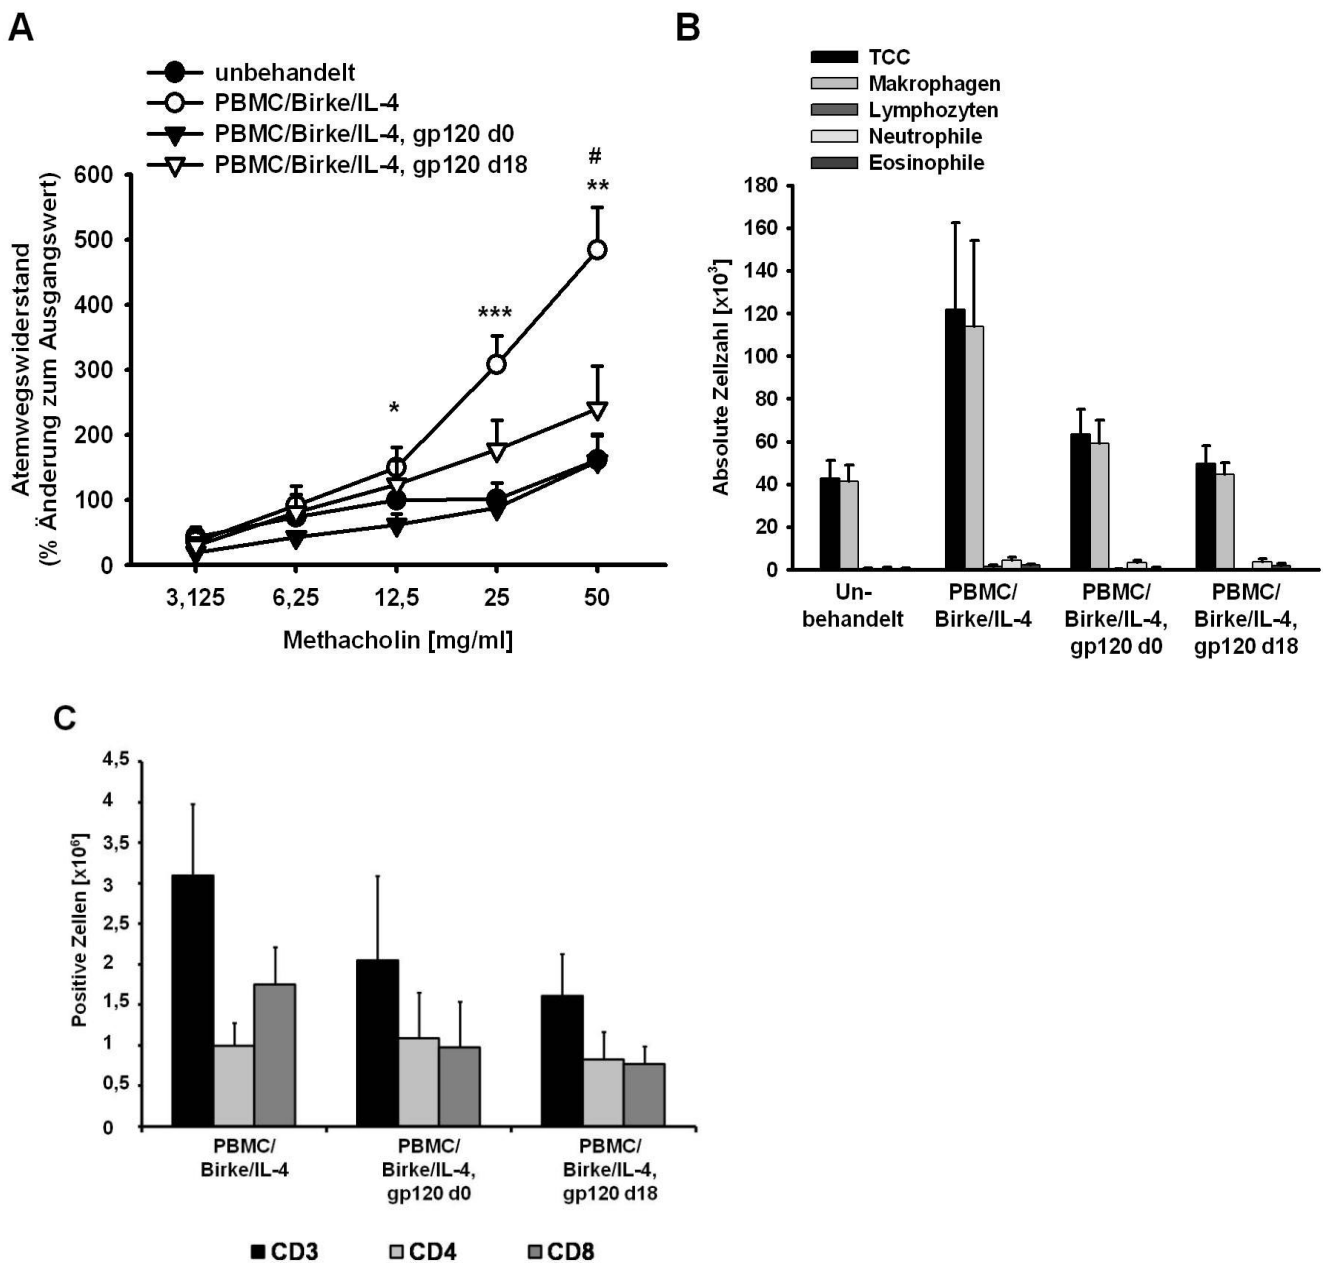 A
unbehandelt
PBMC/Birke/IL-4
PBMC/Birke/IL-4, gp120 d0
PBMC/Birke/IL-4, gp120 d18
Atemwegswiderstand
(% Änderung zum Ausgangswert)
600
500
400
300
200
100
0
*
***
#
**
3,125 6,25 12,5 25 50
Methacholin [mg/ml]
B
TCC
Makrophagen
Lymphozyten
Neutrophile
Eosinophile
Absolute Zellzahl [x10³]
180
160
140
120
100
80
60
40
20
0
Un-
behandelt
PBMC/
Birke/IL-4
PBMC/
Birke/IL-4,
gp120 d0
PBMC/
Birke/IL-4,
gp120 d18
C
Positive Zellen [x10⁶]
4,5
4
3,5
3
2,5
2
1,5
1
0,5
0
PBMC/
Birke/IL-4
PBMC/
Birke/IL-4,
gp120 d0
PBMC/
Birke/IL-4,
gp120 d18
CD3 CD4 CD8